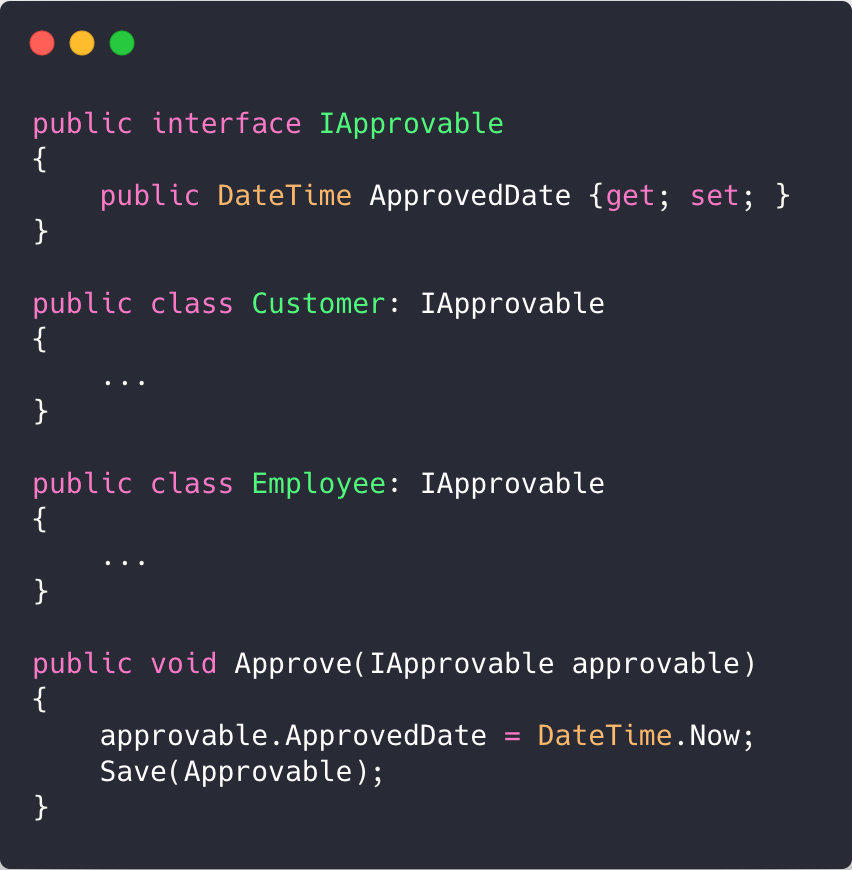 public interface IApprovable
{
    public DateTime ApprovedDate {get; set; }
}

public class Customer: IApprovable
{
    ...
}

public class Employee: IApprovable
{
    ...
}

public void Approve(IApprovable approvable)
{
    approvable.ApprovedDate = DateTime.Now;
    Save(Approvable);
}